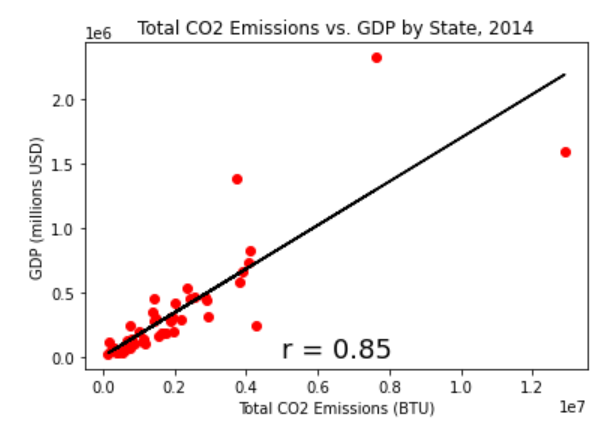 Total CO2 Emissions vs. GDP by State, 2014
1e6
GDP (millions USD)
2.0
1.5
1.0
0.5
0.0
r = 0.85
0.0 0.2 0.4 0.6 0.8 1.0 1.2
Total CO2 Emissions (BTU)
1e7